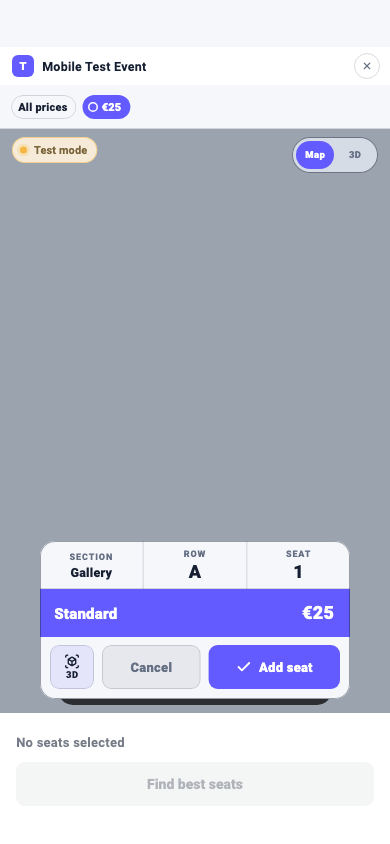 T Mobile Test Event
All prices €25
Test mode Map 3D
SECTION ROW SEAT
Gallery A 1
Standard €25
3D Cancel Add seat
No seats selected
Find best seats